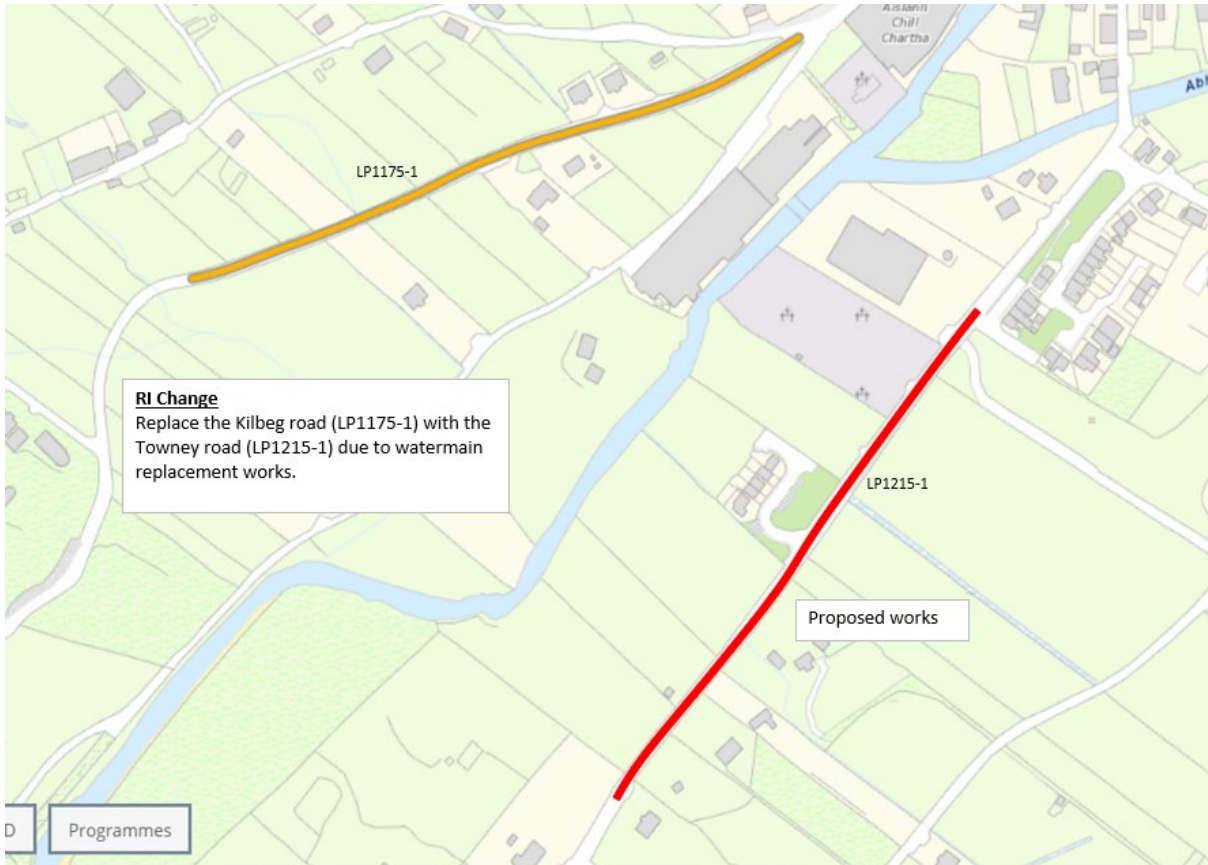 Aislann
Chill
Chartha
Abh
LP1175-1
RI Change
Replace the Kilbeg road (LP1175-1) with the
Towney road (LP1215-1) due to watermain
replacement works.
LP1215-1
Proposed works
D
Programmes